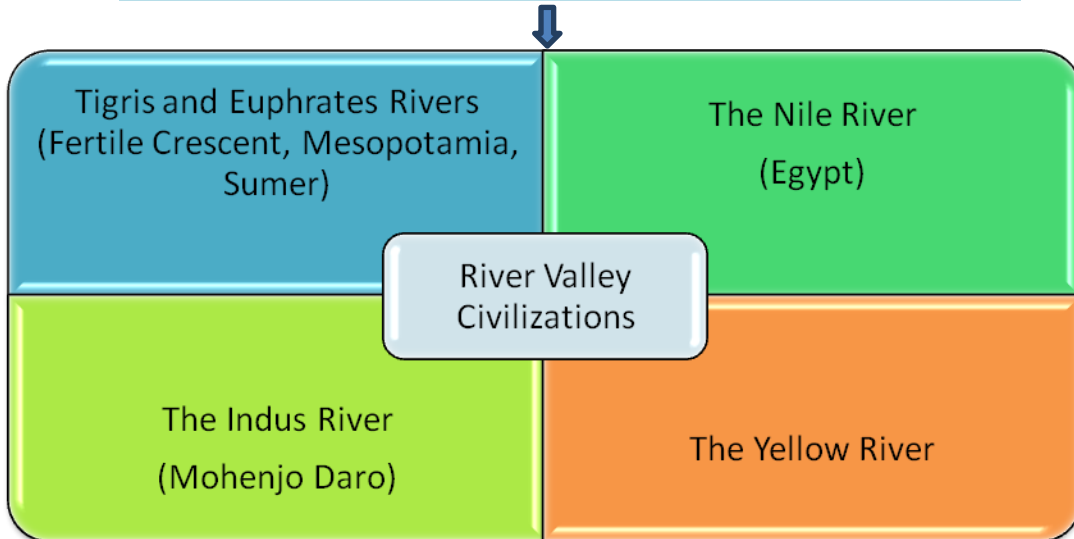 Tigris and Euphrates Rivers
(Fertile Crescent, Mesopotamia,
Sumer)
The Nile River
(Egypt)
River Valley
Civilizations
The Indus River
(Mohenjo Daro)
The Yellow River